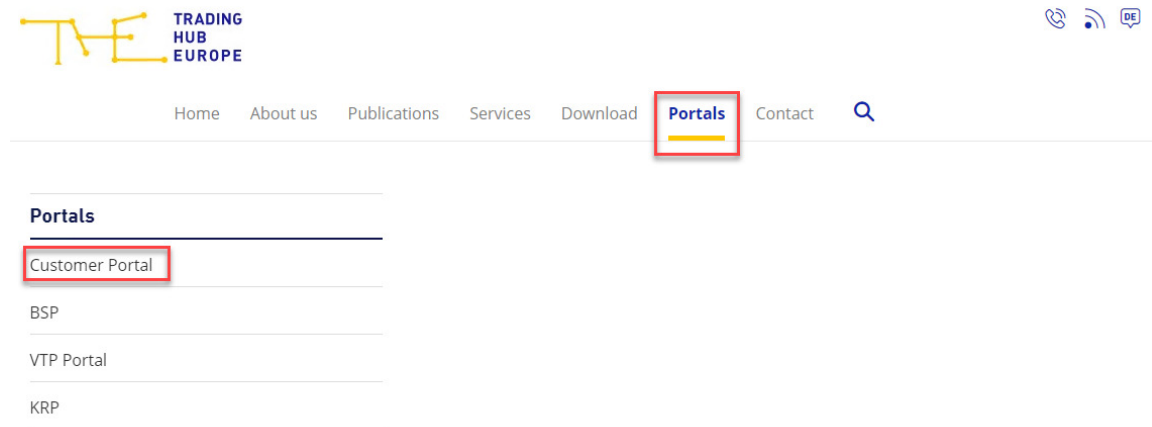 THE
TRADING
HUB
EUROPE
DE
Home About us Publications Services Download Portals Contact
Portals
Customer Portal
BSP
VTP Portal
KRP